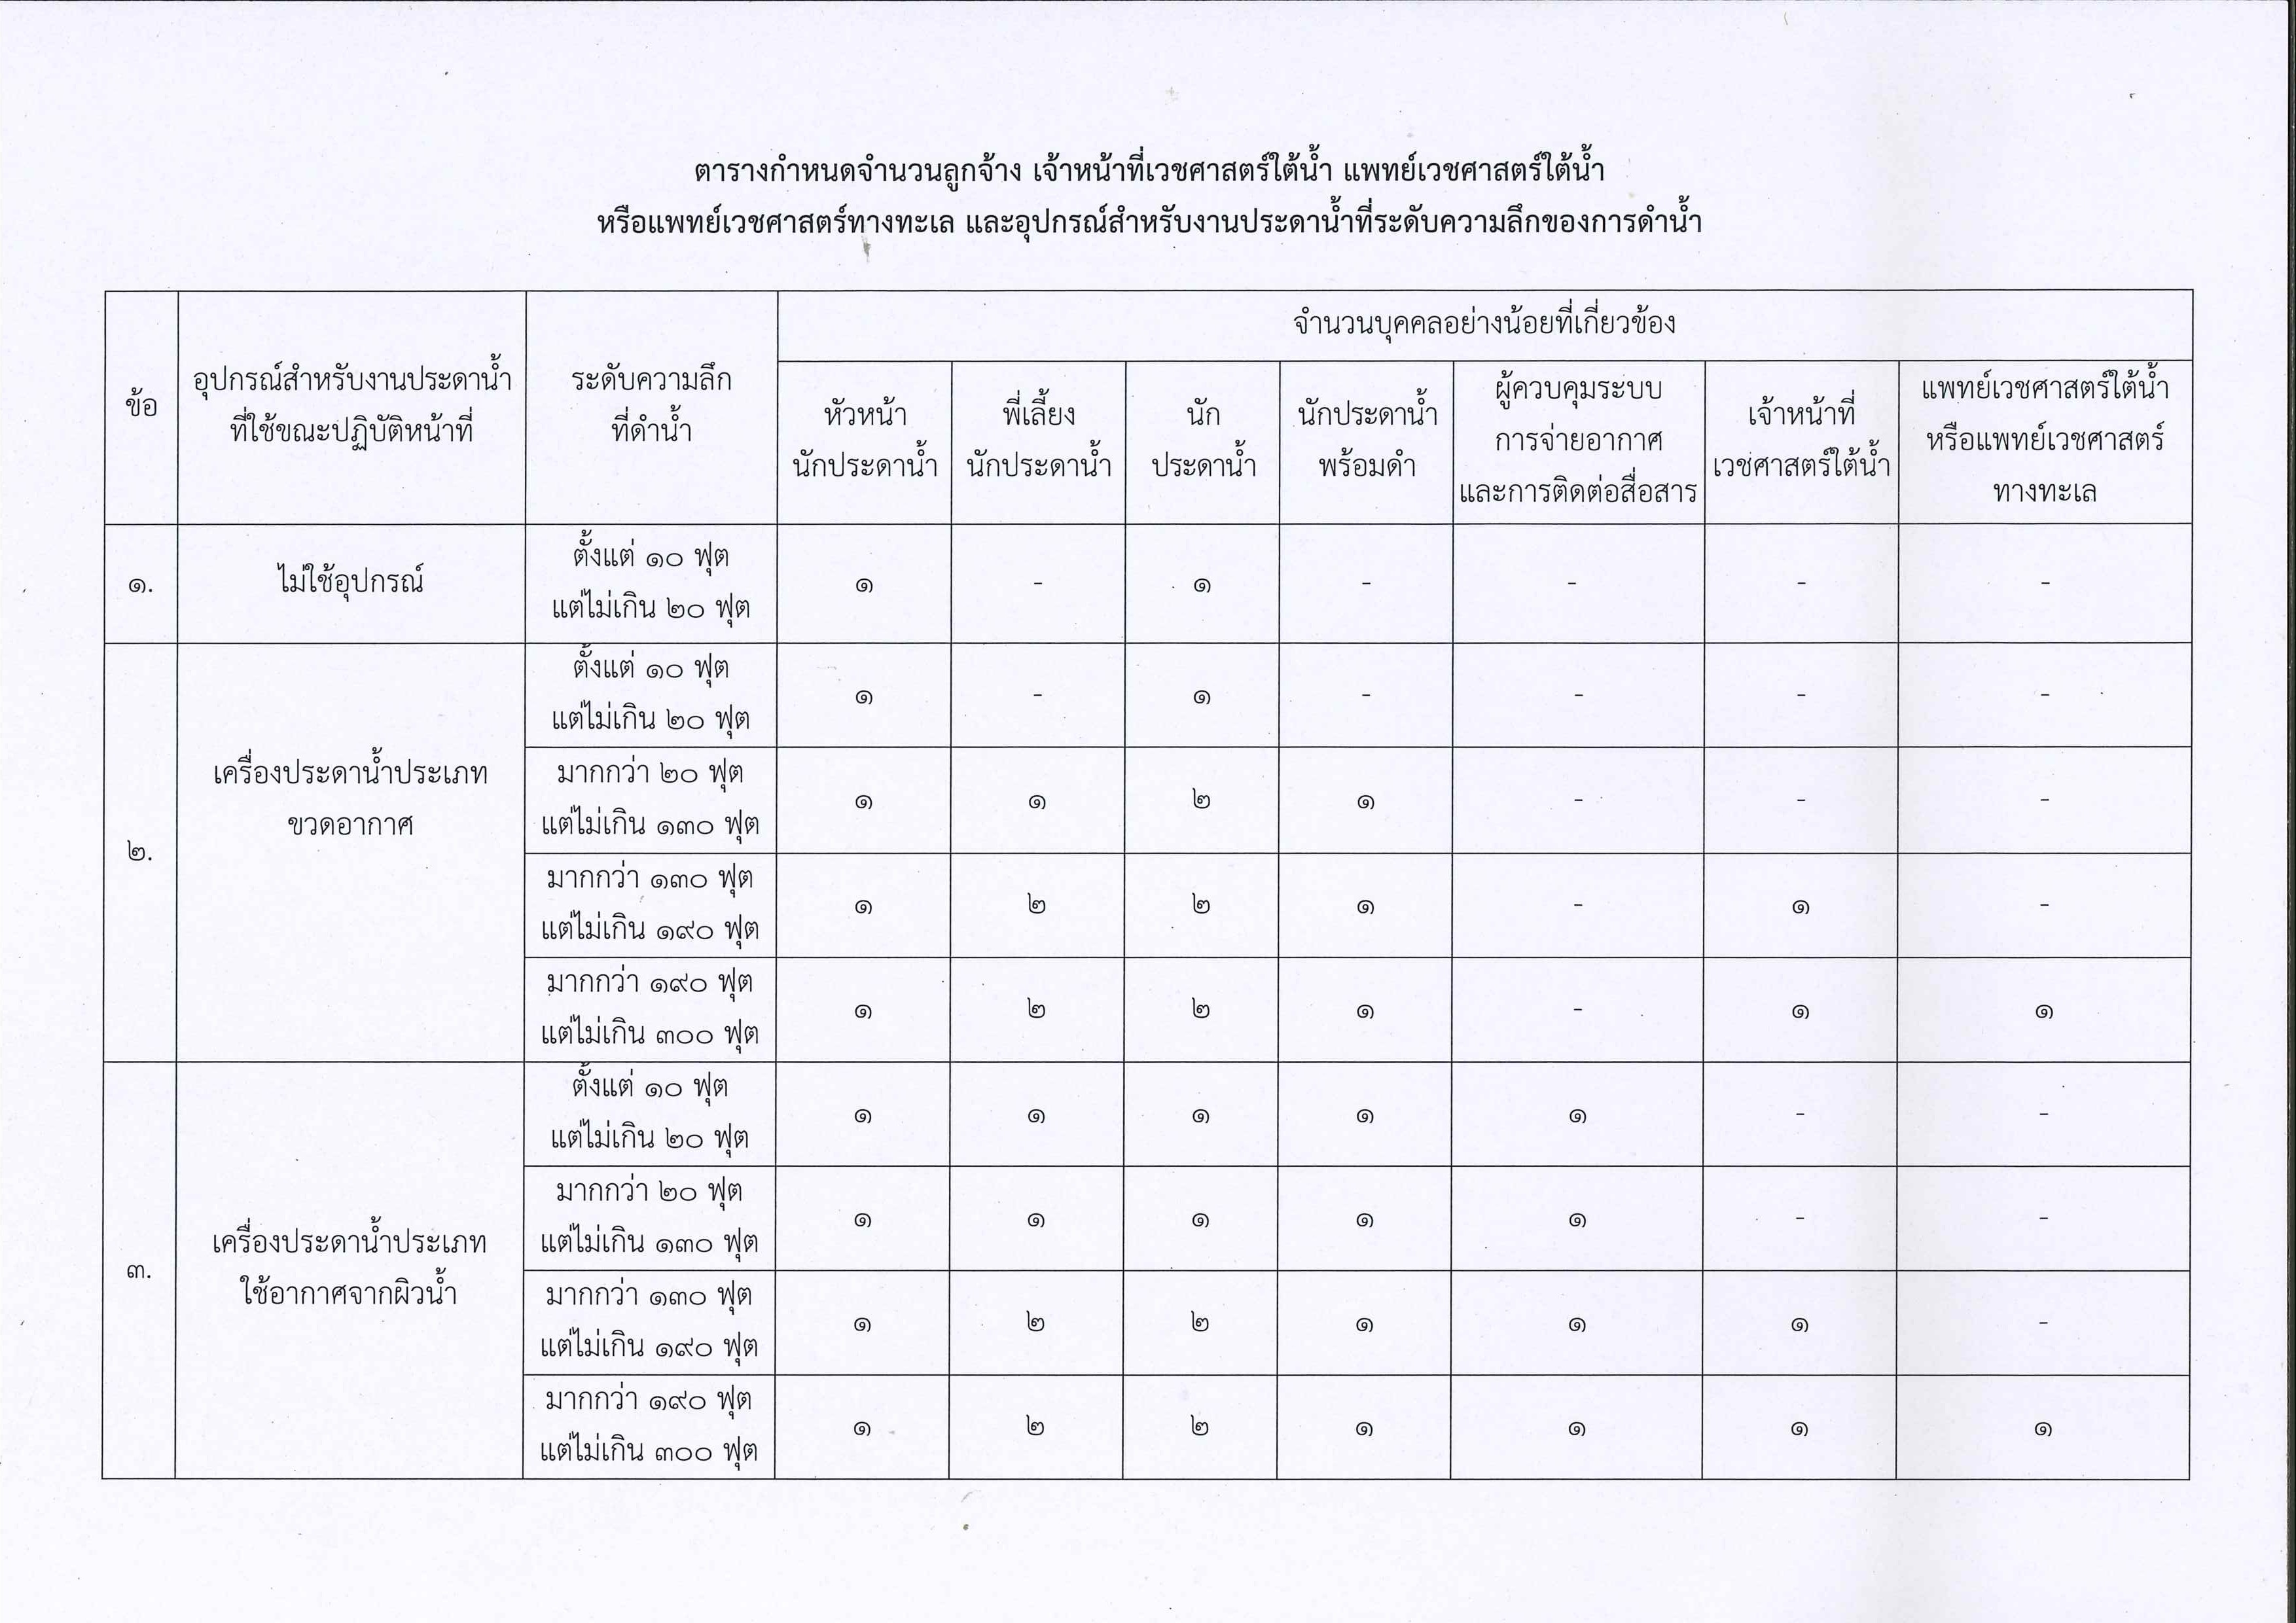 ตารางกำหนดจำนวนลูกจ้าง เจ้าหน้าที่เวชศาสตร์ใต้น้ำ แพทย์เวชศาสตร์ใต้น้ำ
หรือแพทย์เวชศาสตร์ทางทะเล และอุปกรณ์สำหรับงานประดาน้ำที่ระดับความลึกของการดำน้ำ
ข้อ
อุปกรณ์สำหรับงานประดาน้ำ
ที่ใช้ขณะปฏิบัติหน้าที่
ระดับความลึก
ที่ดำน้ำ
จำนวนบุคคลอย่างน้อยที่เกี่ยวข้อง
หัวหน้า
นักประดาน้ำ
พี่เลี้ยง
นักประดาน้ำ
นัก
ประดาน้ำ
นักประดาน้ำ
พร้อมดำ
ผู้ควบคุมระบบ
การจ่ายอากาศ
และการติดต่อสื่อสาร
เจ้าหน้าที่
เวชศาสตร์ใต้น้ำ
แพทย์เวชศาสตร์ใต้น้ำ
หรือแพทย์เวชศาสตร์
ทางทะเล
๑.
ไม่ใช้อุปกรณ์
ตั้งแต่ ๑๐ ฟุต
แต่ไม่เกิน ๒๐ ฟุต
๑ - ๑ - - - -
๒.
เครื่องประดาน้ำประเภท
ขวดอากาศ
ตั้งแต่ ๑๐ ฟุต
แต่ไม่เกิน ๒๐ ฟุต
๑ - ๑ - - - -
มากกว่า ๒๐ ฟุต
แต่ไม่เกิน ๑๓๐ ฟุต
๑ ๑ ๒ ๑ - - -
มากกว่า ๑๓๐ ฟุต
แต่ไม่เกิน ๑๙๐ ฟุต
๑ ๒ ๒ ๑ - ๑ -
มากกว่า ๑๙๐ ฟุต
แต่ไม่เกิน ๓๐๐ ฟุต
๑ ๒ ๒ ๑ - ๑ ๑
๓.
เครื่องประดาน้ำประเภท
ใช้อากาศจากผิวน้ำ
ตั้งแต่ ๑๐ ฟุต
แต่ไม่เกิน ๒๐ ฟุต
๑ ๑ ๑ ๑ ๑ - -
มากกว่า ๒๐ ฟุต
แต่ไม่เกิน ๑๓๐ ฟุต
๑ ๑ ๑ ๑ ๑ - -
มากกว่า ๑๓๐ ฟุต
แต่ไม่เกิน ๑๙๐ ฟุต
๑ ๒ ๒ ๑ ๑ ๑ -
มากกว่า ๑๙๐ ฟุต
แต่ไม่เกิน ๓๐๐ ฟุต
๑ ๒ ๒ ๑ ๑ ๑ ๑